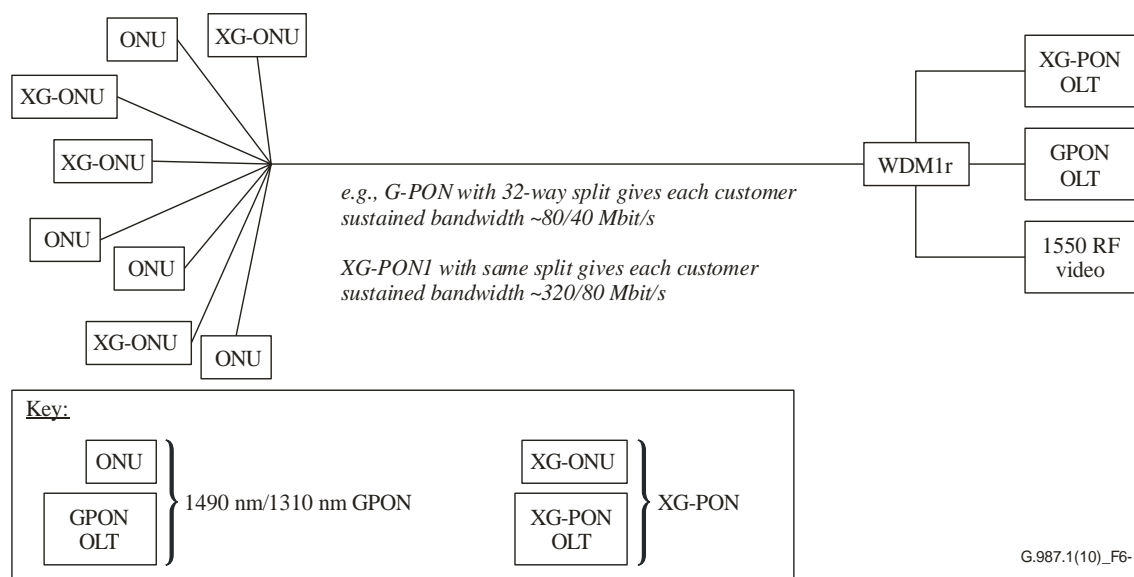 ONU
XG-ONU
XG-ONU
XG-ONU
ONU
ONU
XG-ONU
ONU
e.g., G-PON with 32-way split gives each customer
sustained bandwidth ~80/40 Mbit/s
XG-PON1 with same split gives each customer
sustained bandwidth ~320/80 Mbit/s
WDM1r
XG-PON
OLT
GPON
OLT
1550 RF
video
Key:
ONU
GPON
OLT
1490 nm/1310 nm GPON
XG-ONU
XG-PON
OLT
XG-PON
G.987.1(10)_F6-